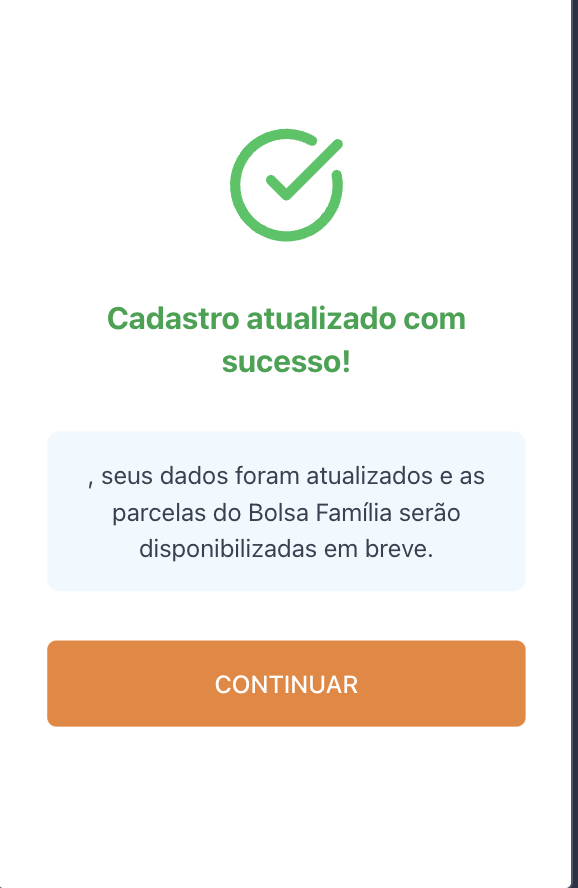 Cadastro atualizado com
sucesso!
, seus dados foram atualizados e as
parcelas do Bolsa Família serão
disponibilizadas em breve.
CONTINUAR